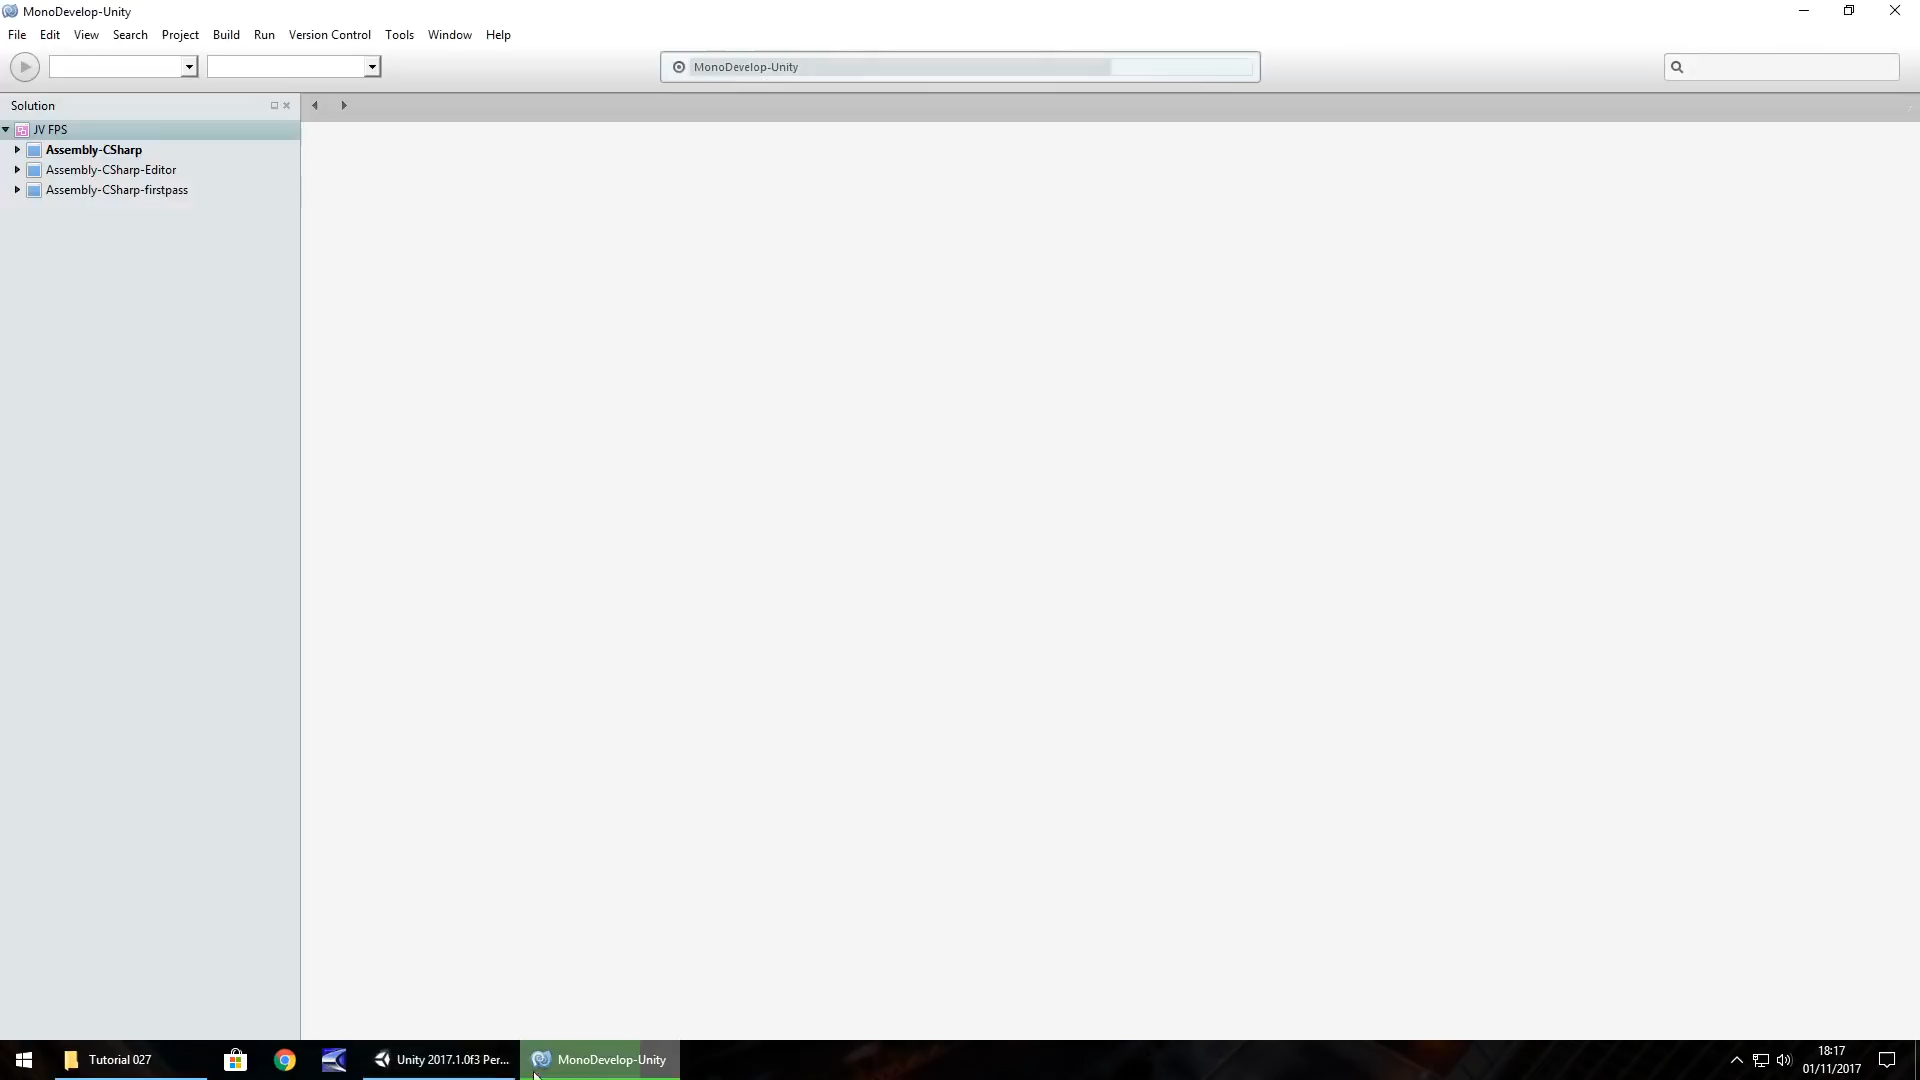 MonoDevelop-Unity
File Edit View Search Project Build Run Version Control Tools Window Help
MonoDevelop-Unity
Solution
JV FPS
Assembly-CSharp
Assembly-CSharp-Editor
Assembly-CSharp-firstpass
Tutorial 027
Unity 2017.1.0f3 Per...
MonoDevelop-Unity
18:17
01/11/2017